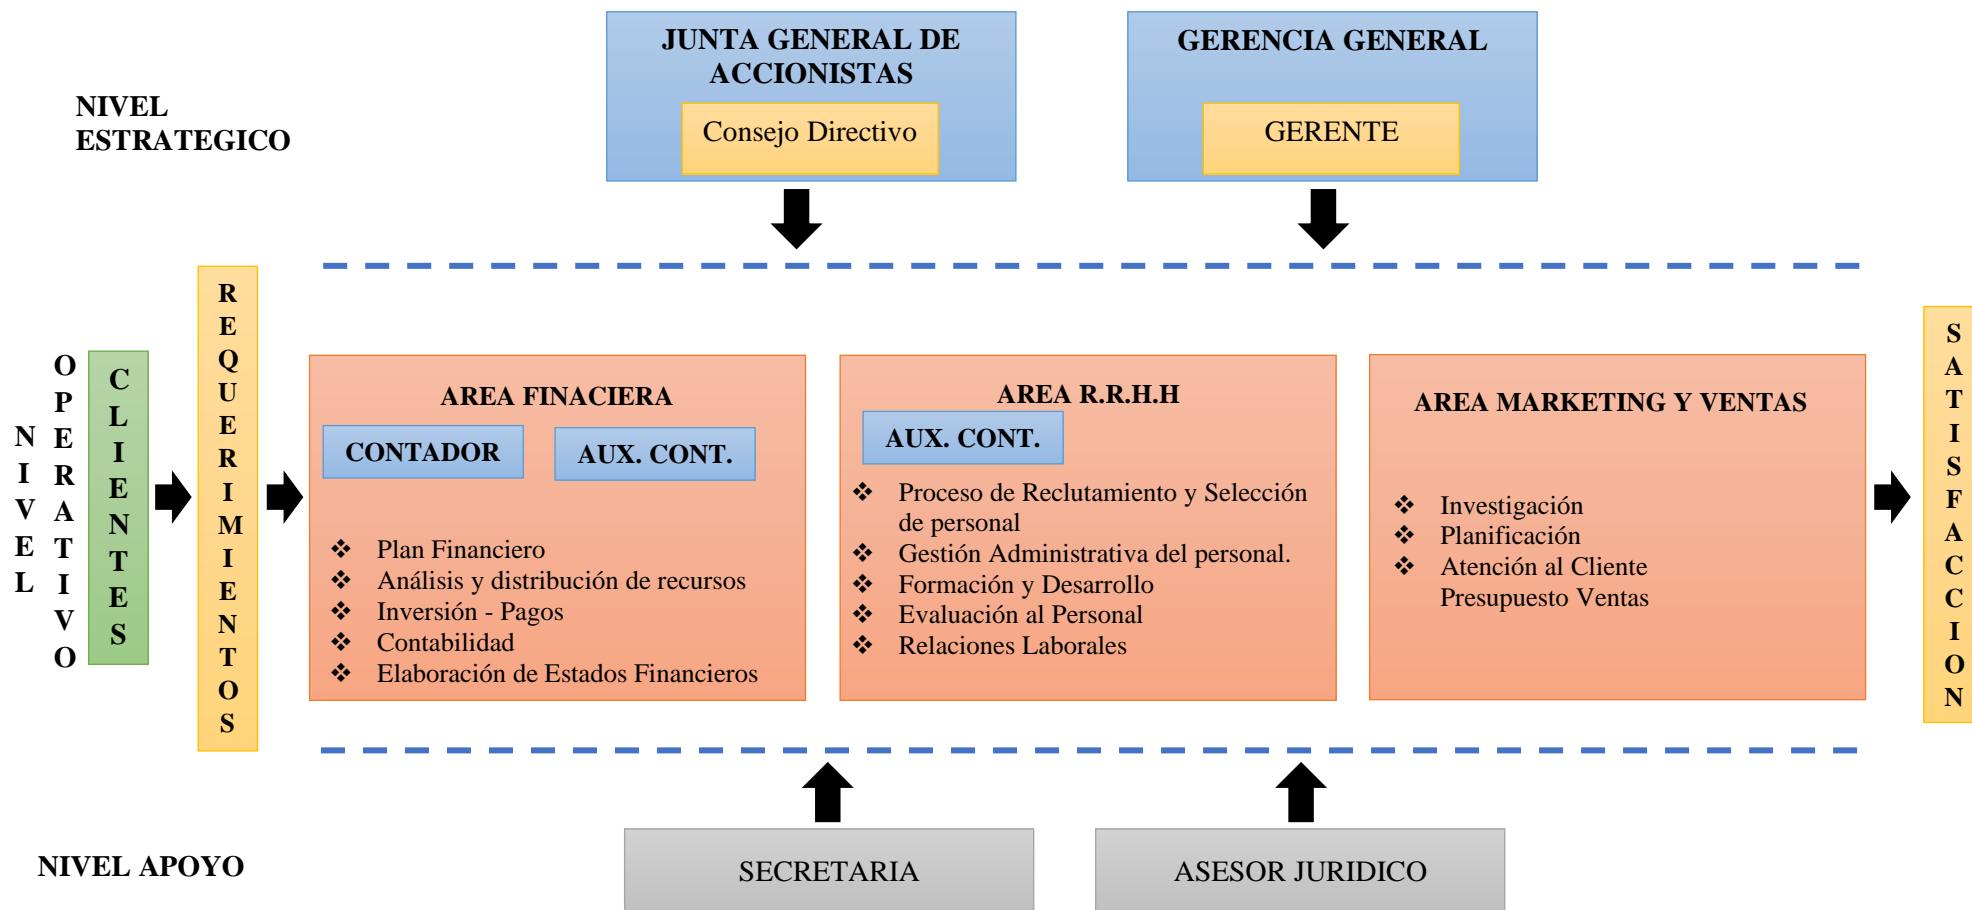 JUNTA GENERAL DE
ACCIONISTAS
Consejo Directivo
GERENCIA GENERAL
GERENTE
NIVEL
ESTRATEGICO
NIVEL
OPERATIVO
CLIENTES
REQUERIMIENTOS
AREA FINACIERA
CONTADOR
AUX. CONT.
❖ Plan Financiero
❖ Análisis y distribución de recursos
❖ Inversión - Pagos
❖ Contabilidad
❖ Elaboración de Estados Financieros
AREA R.R.H.H
AUX. CONT.
❖ Proceso de Reclutamiento y Selección
de personal
❖ Gestión Administrativa del personal.
❖ Formación y Desarrollo
❖ Evaluación al Personal
❖ Relaciones Laborales
AREA MARKETING Y VENTAS
❖ Investigación
❖ Planificación
❖ Atención al Cliente
Presupuesto Ventas
SATISFACCION
NIVEL APOYO
SECRETARIA
ASESOR JURIDICO